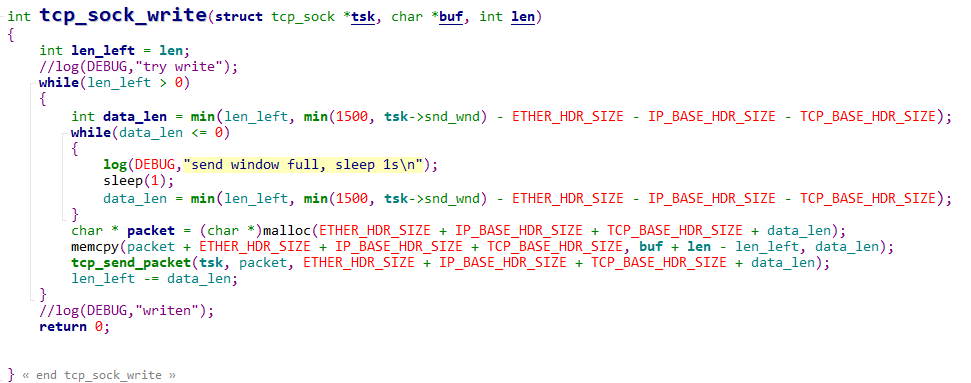 int tcp_sock_write(struct tcp_sock *tsk, char *buf, int len)
{
    int len_left = len;
    //log(DEBUG,"try write");
    while(len_left > 0)
    {
        int data_len = min(len_left, min(1500, tsk->snd_wnd) - ETHER_HDR_SIZE - IP_BASE_HDR_SIZE - TCP_BASE_HDR_SIZE);
        while(data_len <= 0)
        {
            log(DEBUG,"send window full, sleep 1s\n");
            sleep(1);
            data_len = min(len_left, min(1500, tsk->snd_wnd) - ETHER_HDR_SIZE - IP_BASE_HDR_SIZE - TCP_BASE_HDR_SIZE);
        }
        char * packet = (char *)malloc(ETHER_HDR_SIZE + IP_BASE_HDR_SIZE + TCP_BASE_HDR_SIZE + data_len);
        memcpy(packet + ETHER_HDR_SIZE + IP_BASE_HDR_SIZE + TCP_BASE_HDR_SIZE, buf + len - len_left, data_len);
        tcp_send_packet(tsk, packet, ETHER_HDR_SIZE + IP_BASE_HDR_SIZE + TCP_BASE_HDR_SIZE + data_len);
        len_left -= data_len;
    }
    //log(DEBUG,"writen");
    return 0;
} « end tcp_sock_write »